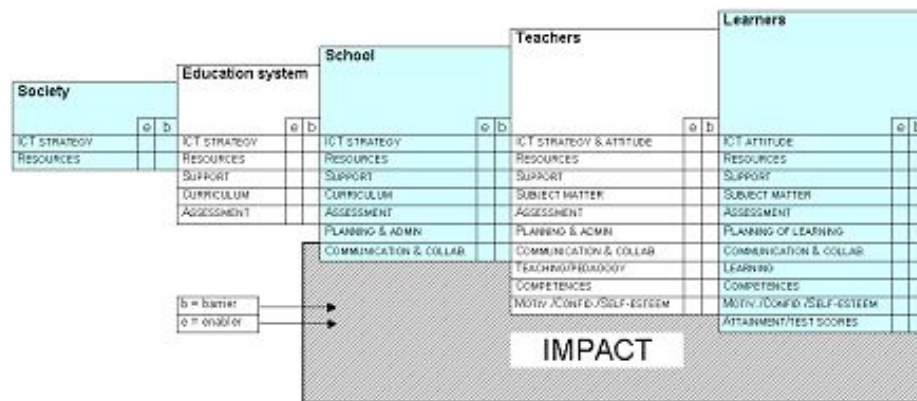 Society
e b
ICT STRATEGY
RESOURCES
Education system
e b
ICT STRATEGY
RESOURCES
SUPPORT
CURRICULUM
ASSESSMENT
School
e b
ICT STRATEGY
RESOURCES
SUPPORT
CURRICULUM
ASSESSMENT
PLANNING & ADMIN
COMMUNICATION & COLLAB.
Teachers
e b
ICT STRATEGY & ATTITUDE
RESOURCES
SUPPORT
SUBJECT MATTER
ASSESSMENT
PLANNING & ADMIN
COMMUNICATION & COLLAB
TEACHING/PEDAGOGY
COMPETENCES
MOTIV./CONFID./SELF-ESTEEM
Learners
e b
ICT ATTITUDE
RESOURCES
SUPPORT
SUBJECT MATTER
ASSESSMENT
PLANNING OF LEARNING
COMMUNICATION & COLLAB.
LEARNING
COMPETENCES
MOTIV./CONFID./SELF-ESTEEM
ATTAINMENT/TEST SCORES
b = barrier
e = enabler
IMPACT